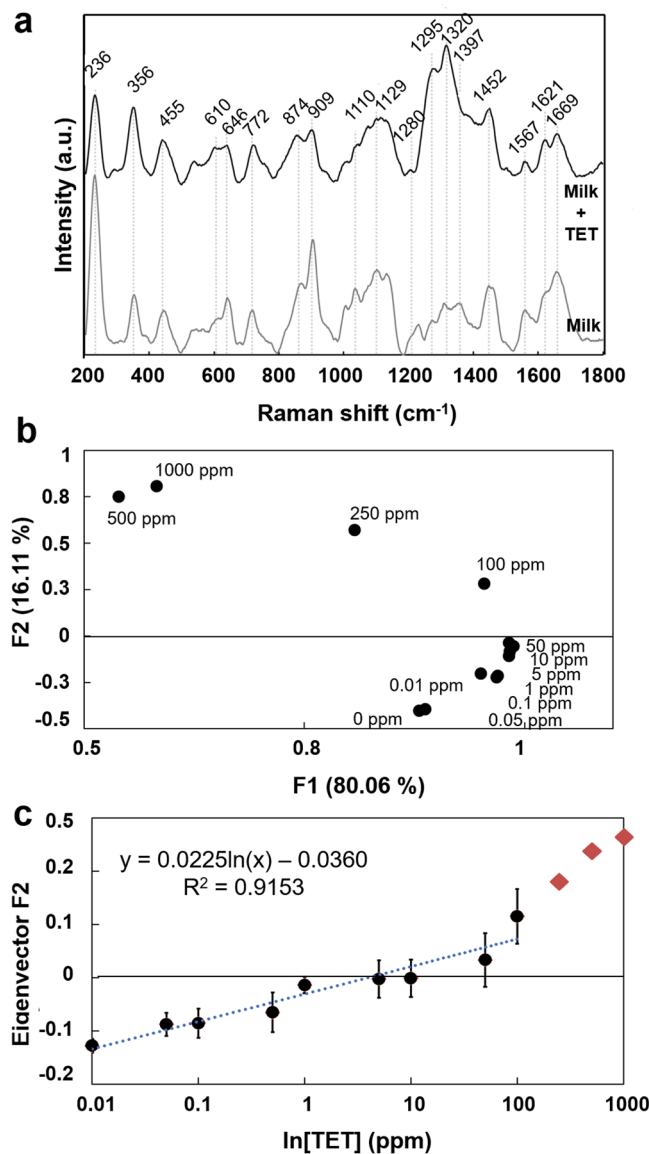 a
236
356
455
610
646
772
874
909
1110
1129
1280
1295
1320
1397
1452
1567
1621
1669
Intensity (a.u.)
Milk
+
TET
Milk
200 400 600 800 1000 1200 1400 1600 1800
Raman shift (cm-1)
b
1
0.8
0.5
0.3
0
-0.3
-0.5
F2 (16.11 %)
1000 ppm
500 ppm
250 ppm
100 ppm
50 ppm
10 ppm
5 ppm
1 ppm
0.1 ppm
0.05 ppm
0.01 ppm
0 ppm
0.5 0.8 1
F1 (80.06 %)
c
0.5
0.2
0.1
0
-0.1
-0.2
Eigenvector F2
y = 0.0225ln(x) – 0.0360
R2 = 0.9153
0.01 0.1 1 10 100 1000
ln[TET] (ppm)